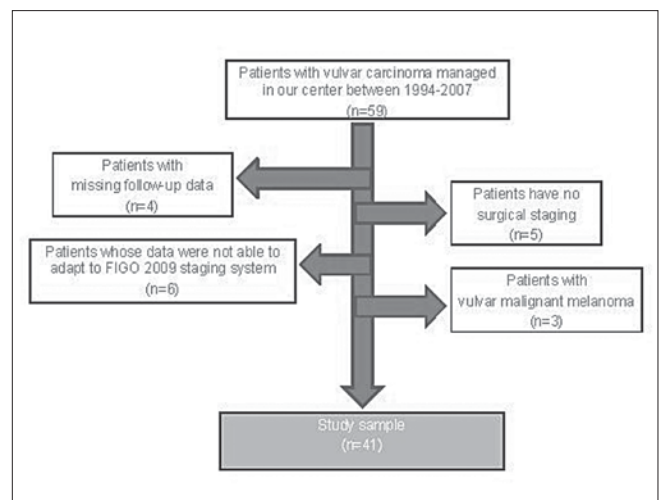 Patients with vulvar carcinoma managed
in our center between 1994-2007
(n=59)
Patients with
missing follow-up data
(n=4)
Patients have no
surgical staging
(n=5)
Patients whose data were not able to
adapt to FIGO 2009 staging system
(n=6)
Patients with
vulvar malignant melanoma
(n=3)
Study sample
(n=41)